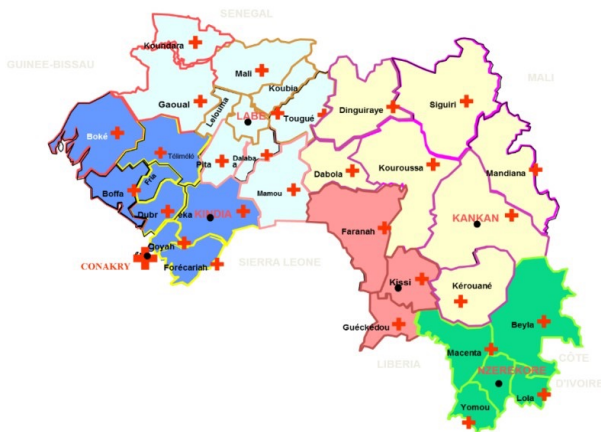 SENEGAL
Koundara
GUINEE-BISSAU
Mali
MALI
Koubia
Gaoual
Lelouma
LABE
Tougué
Dinguiraye
Siguiri
Boké
Télimélé
Pita
Dalaba
Fria
Mamou
Dabola
Kouroussa
Mandiana
Boffa
Dubr
eka
KINDIA
KANKAN
Faranah
Coyah
CONAKRY
Forécariah
SIERRA LEONE
Kissi
Kérouané
Guéckédou
Beyla
Macenta
LIBERIA
CÔTE
D'IVOIRE
NZEREKORE
Lola
Yomou